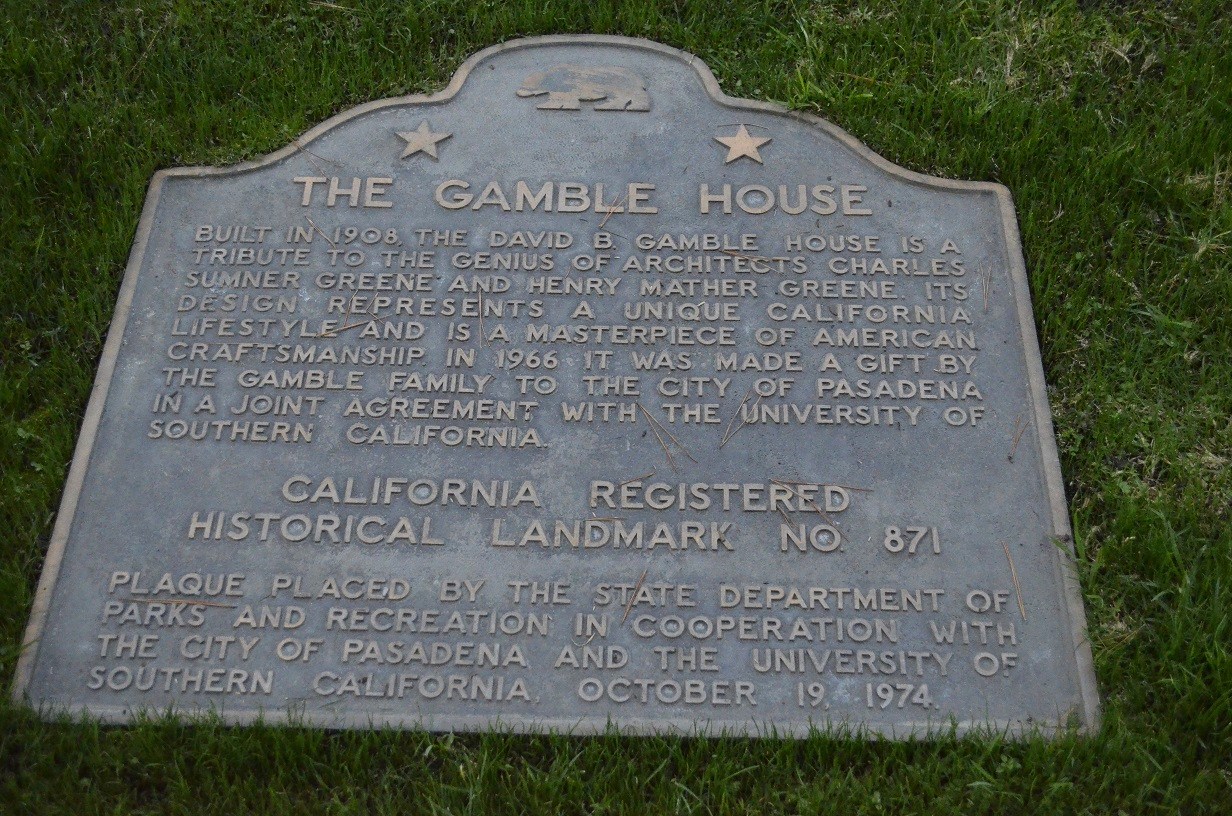 THE GAMBLE HOUSE
BUILT IN 1908, THE DAVID B. GAMBLE HOUSE IS A
TRIBUTE TO THE GENIUS OF ARCHITECTS CHARLES
SUMNER GREENE AND HENRY MATHER GREENE. ITS
DESIGN REPRESENTS A UNIQUE CALIFORNIA
LIFESTYLE AND IS A MASTERPIECE OF AMERICAN
CRAFTSMANSHIP. IN 1966 IT WAS MADE A GIFT BY
THE GAMBLE FAMILY TO THE CITY OF PASADENA
IN A JOINT AGREEMENT WITH THE UNIVERSITY OF
SOUTHERN CALIFORNIA.
CALIFORNIA REGISTERED
HISTORICAL LANDMARK NO. 871
PLAQUE PLACED BY THE STATE DEPARTMENT OF
PARKS AND RECREATION IN COOPERATION WITH
THE CITY OF PASADENA AND THE UNIVERSITY OF
SOUTHERN CALIFORNIA. OCTOBER 19, 1974.